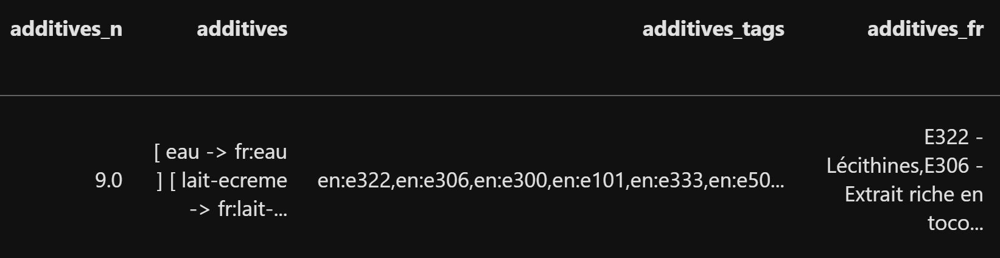 additives_n additives additives_tags additives_fr
9.0
[ eau -> fr:eau
] [ lait-ecreme
-> fr:lait-...
en:e322,en:e306,en:e300,en:e101,en:e333,en:e50...
E322 -
Lécithines,E306 -
Extrait riche en
toco...